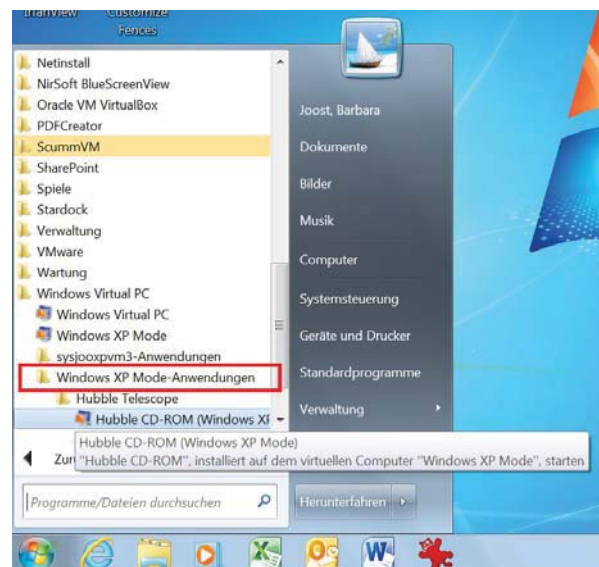 IrfanView
Customize
Fences
Netinstall
NirSoft BlueScreenView
Oracle VM VirtualBox
PDFCreator
ScummVM
SharePoint
Spiele
Stardock
Verwaltung
VMware
Wartung
Windows Virtual PC
Windows Virtual PC
Windows XP Mode
sysjooxpvm3-Anwendungen
Windows XP Mode-Anwendungen
Hubble Telescope
Hubble CD-ROM (Windows XF
Hubble CD-ROM (Windows XP Mode)
"Hubble CD-ROM", installiert auf dem virtuellen Computer "Windows XP Mode", starten
Zur
Programme/Dateien durchsuchen
Joost, Barbara
Dokumente
Bilder
Musik
Computer
Systemsteuerung
Geräte und Drucker
Standardprogramme
Verwaltung
Herunterfahren